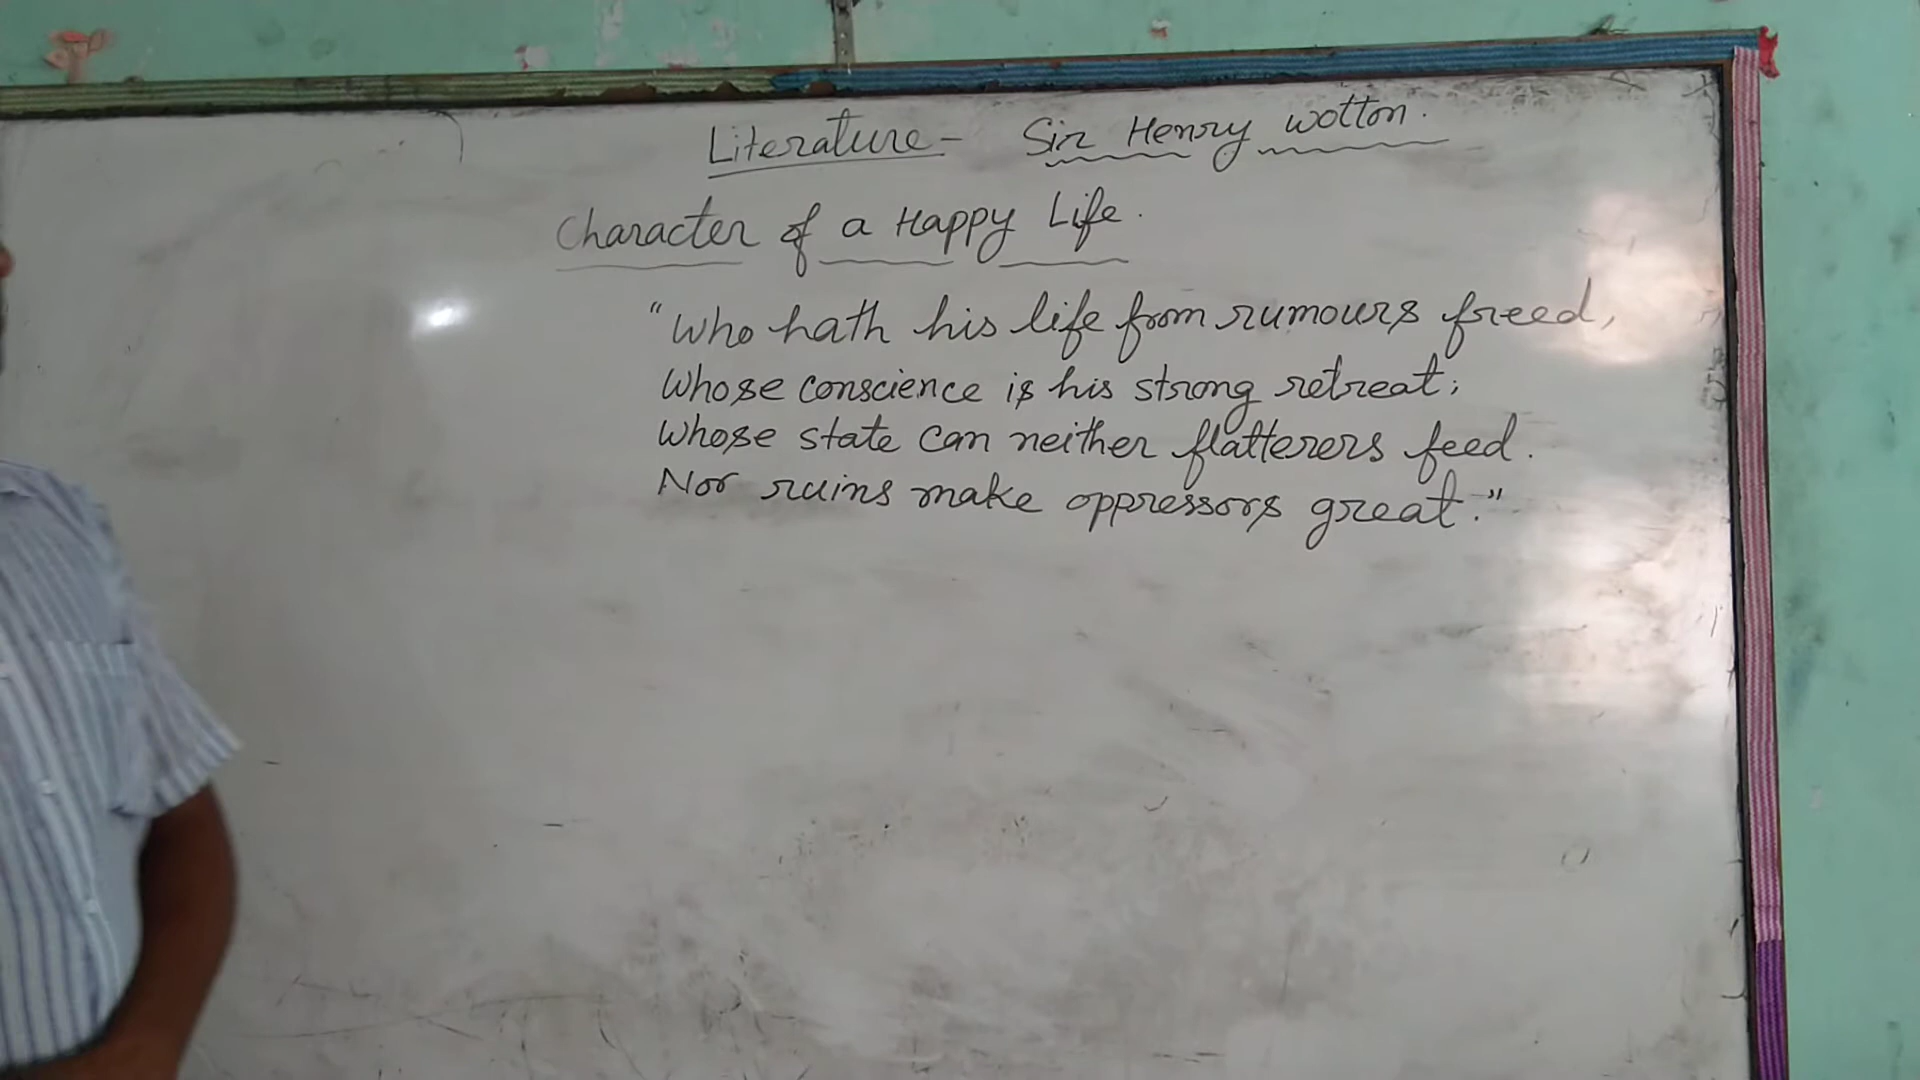 Literature - Sir Henry Wotton.
Character of a Happy Life.
"Who hath his life from rumours freed,
Whose conscience is his strong retreat;
Whose state can neither flatterers feed.
Nor ruins make oppressors great."